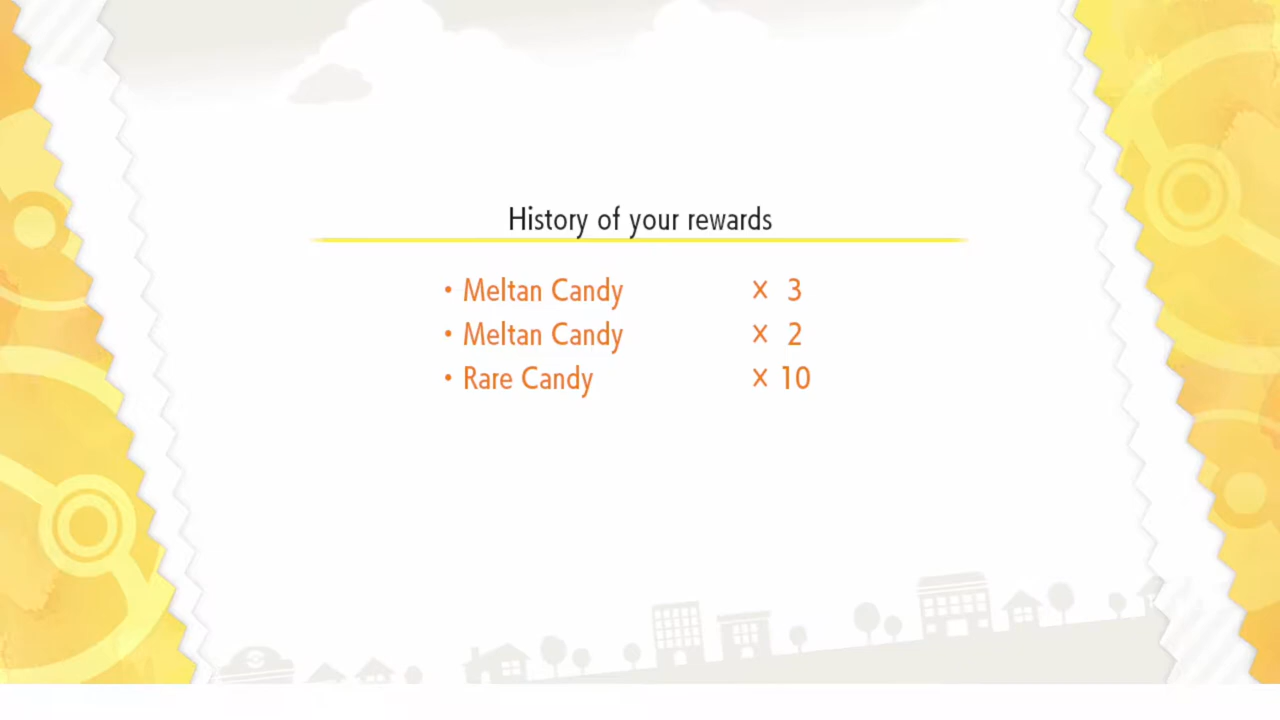 History of your rewards
• Meltan Candy × 3
• Meltan Candy × 2
• Rare Candy × 10